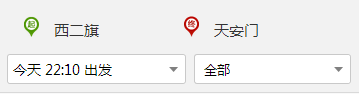 起 西二旗 终 天安门
今天 22:10 出发 全部